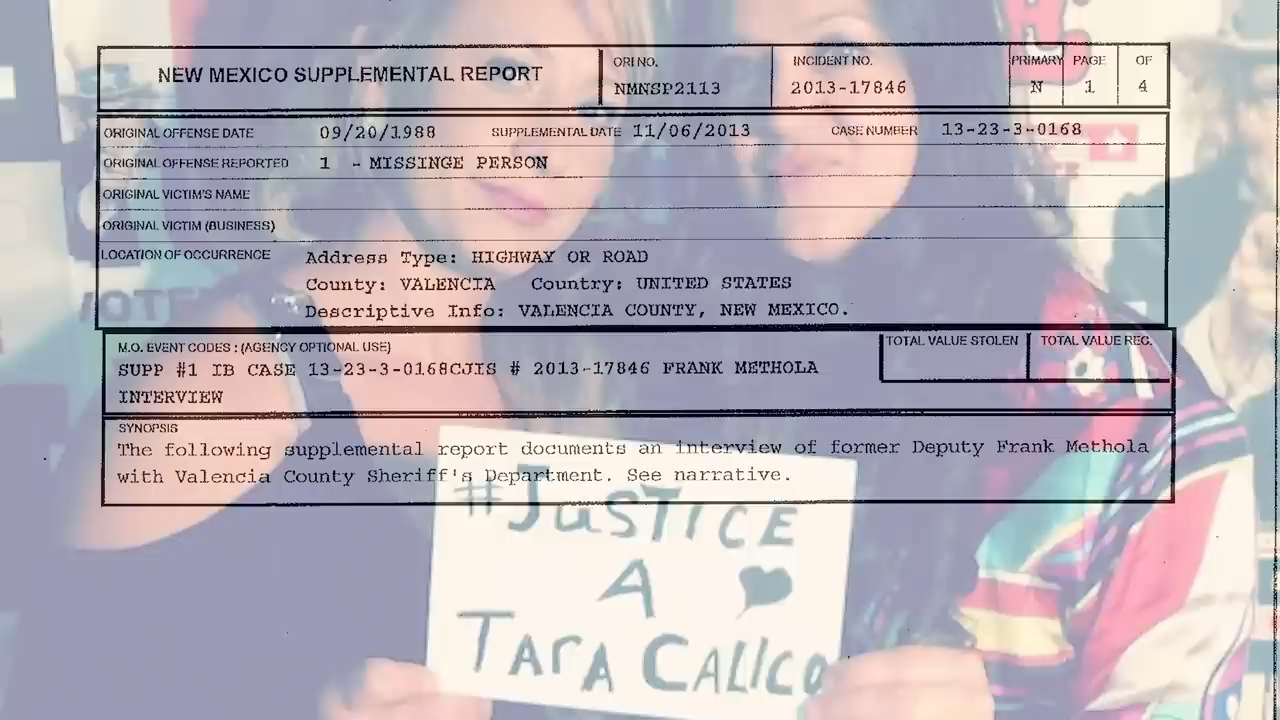 NEW MEXICO SUPPLEMENTAL REPORT
ORI NO.
NMNSP2113
INCIDENT NO.
2013-17846
PRIMARY
N
PAGE
1
OF
4
ORIGINAL OFFENSE DATE 09/20/1988 SUPPLEMENTAL DATE 11/06/2013 CASE NUMBER 13-23-3-0168
ORIGINAL OFFENSE REPORTED 1 - MISSINGE PERSON
ORIGINAL VICTIM'S NAME
ORIGINAL VICTIM (BUSINESS)
LOCATION OF OCCURRENCE Address Type: HIGHWAY OR ROAD
County: VALENCIA Country: UNITED STATES
Descriptive Info: VALENCIA COUNTY, NEW MEXICO.
M.O. EVENT CODES : (AGENCY OPTIONAL USE)
TOTAL VALUE STOLEN
TOTAL VALUE REC.
SUPP #1 IB CASE 13-23-3-0168CJIS # 2013-17846 FRANK METHOLA
INTERVIEW
SYNOPSIS
The following supplemental report documents an interview of former Deputy Frank Methola
with Valencia County Sheriff's Department. See narrative.
#JUSTICE
A
TARA CALICO
VOTE